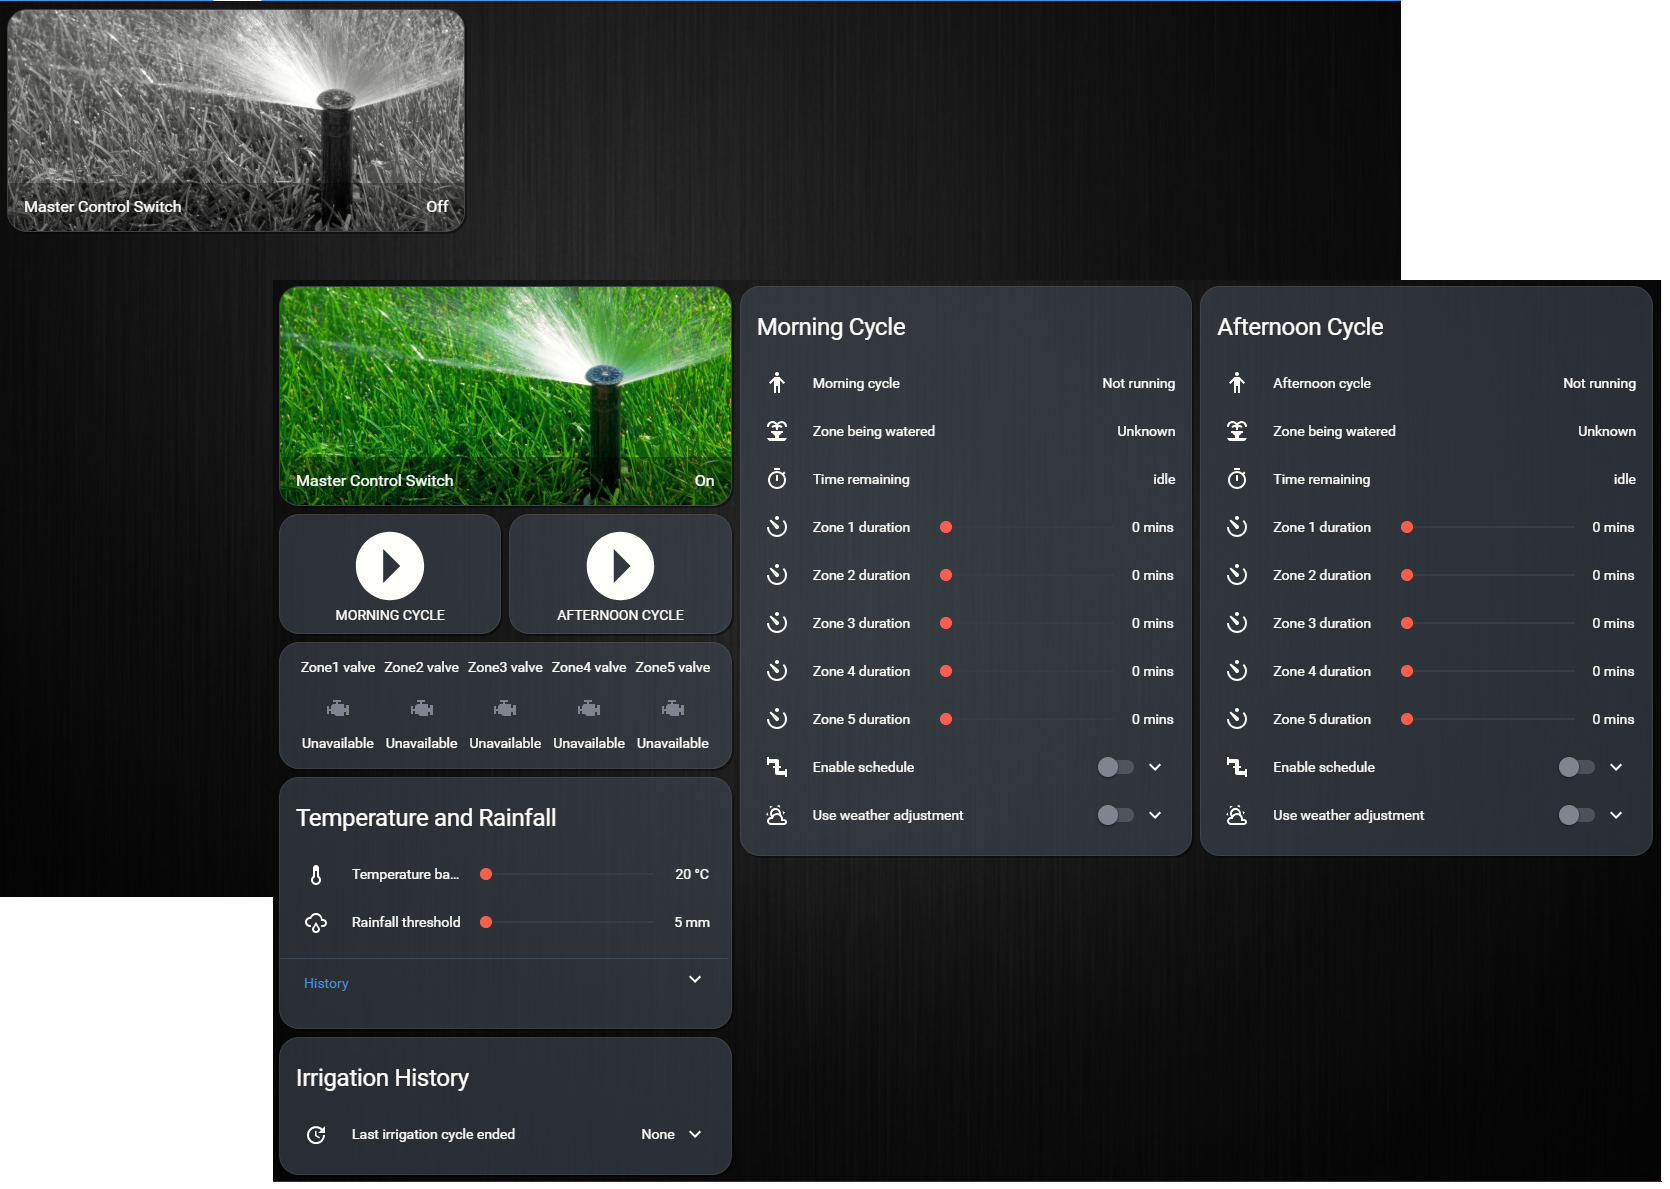 Master Control Switch Off
Master Control Switch On
MORNING CYCLE
AFTERNOON CYCLE
Zone1 valve Zone2 valve Zone3 valve Zone4 valve Zone5 valve
Unavailable Unavailable Unavailable Unavailable Unavailable
Temperature and Rainfall
Temperature ba... 20 °C
Rainfall threshold 5 mm
History
Irrigation History
Last irrigation cycle ended None
Morning Cycle
Morning cycle Not running
Zone being watered Unknown
Time remaining idle
Zone 1 duration 0 mins
Zone 2 duration 0 mins
Zone 3 duration 0 mins
Zone 4 duration 0 mins
Zone 5 duration 0 mins
Enable schedule
Use weather adjustment
Afternoon Cycle
Afternoon cycle Not running
Zone being watered Unknown
Time remaining idle
Zone 1 duration 0 mins
Zone 2 duration 0 mins
Zone 3 duration 0 mins
Zone 4 duration 0 mins
Zone 5 duration 0 mins
Enable schedule
Use weather adjustment